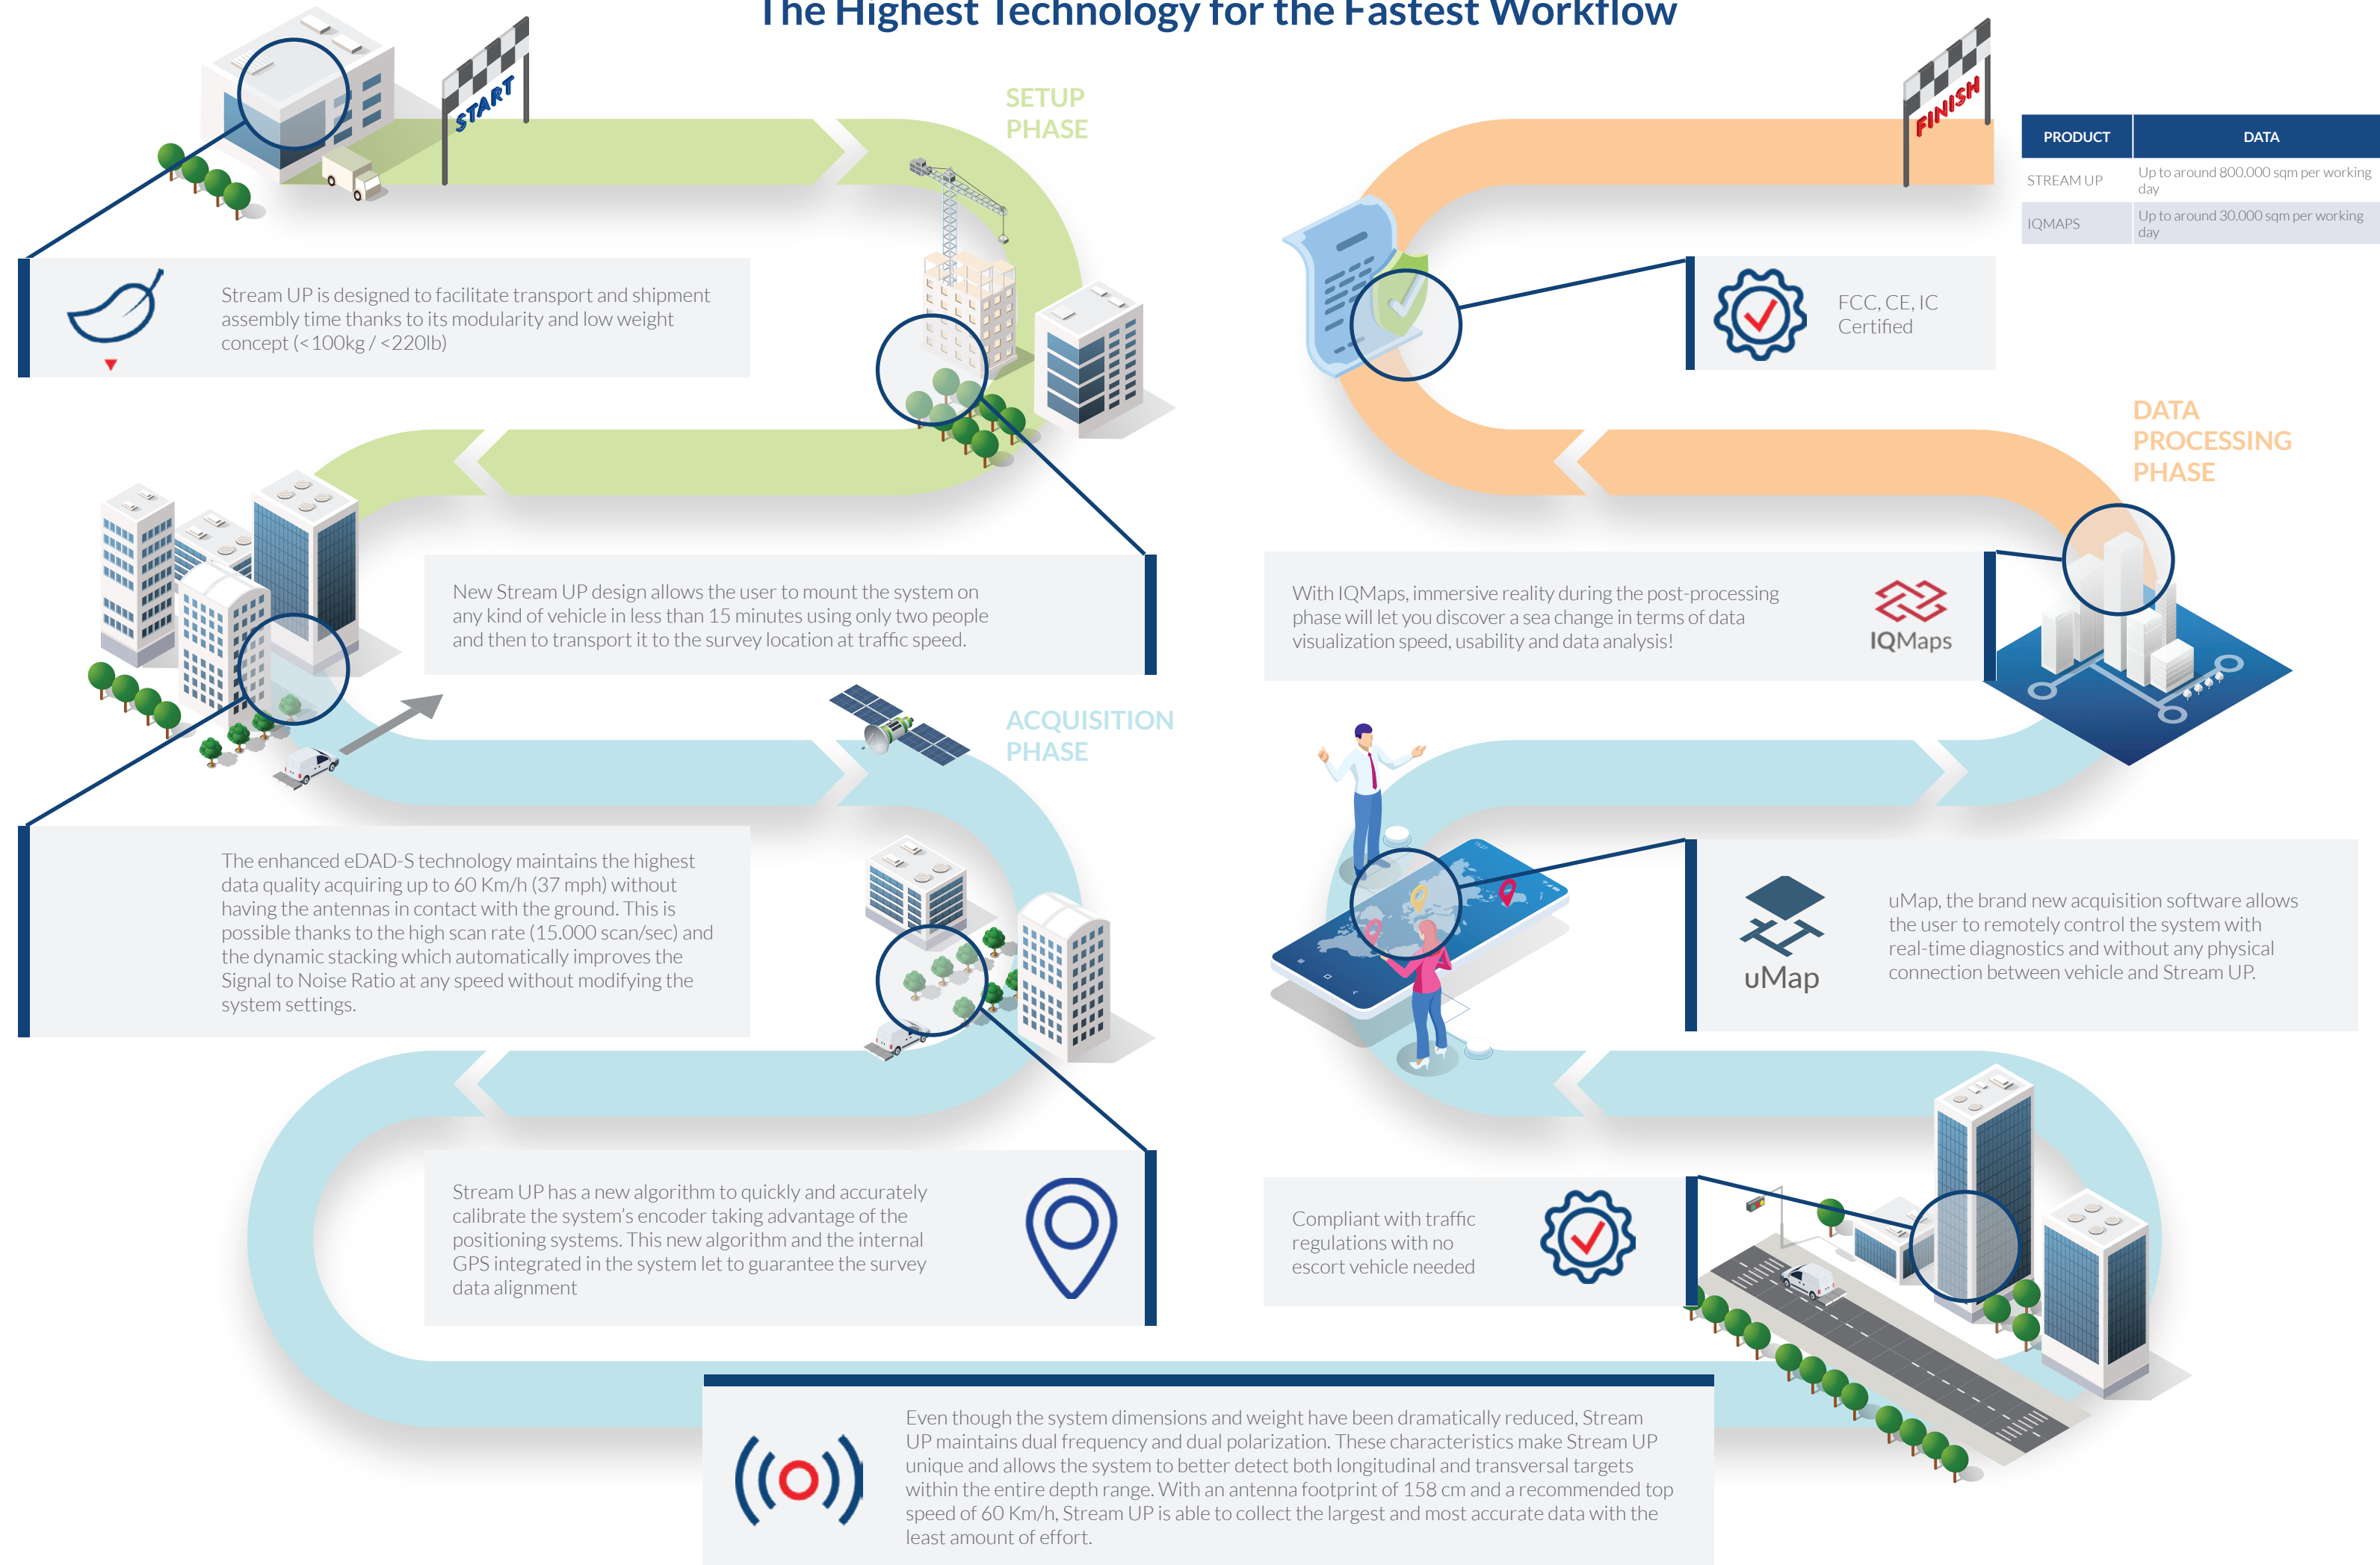 The Highest Technology for the Fastest Workflow
START
SETUP
PHASE
Stream UP is designed to facilitate transport and shipment
assembly time thanks to its modularity and low weight
concept (<100kg / <220lb)
New Stream UP design allows the user to mount the system on
any kind of vehicle in less than 15 minutes using only two people
and then to transport it to the survey location at traffic speed.
ACQUISITION
PHASE
The enhanced eDAD-S technology maintains the highest
data quality acquiring up to 60 Km/h (37 mph) without
having the antennas in contact with the ground. This is
possible thanks to the high scan rate (15.000 scan/sec) and
the dynamic stacking which automatically improves the
Signal to Noise Ratio at any speed without modifying the
system settings.
Stream UP has a new algorithm to quickly and accurately
calibrate the system's encoder taking advantage of the
positioning systems. This new algorithm and the internal
GPS integrated in the system let to guarantee the survey
data alignment
Even though the system dimensions and weight have been dramatically reduced, Stream
UP maintains dual frequency and dual polarization. These characteristics make Stream UP
unique and allows the system to better detect both longitudinal and transversal targets
within the entire depth range. With an antenna footprint of 158 cm and a recommended top
speed of 60 Km/h, Stream UP is able to collect the largest and most accurate data with the
least amount of effort.
Compliant with traffic
regulations with no
escort vehicle needed
uMap
uMap, the brand new acquisition software allows
the user to remotely control the system with
real-time diagnostics and without any physical
connection between vehicle and Stream UP.
With IQMaps, immersive reality during the post-processing
phase will let you discover a sea change in terms of data
visualization speed, usability and data analysis!
IQMaps
DATA
PROCESSING
PHASE
FCC, CE, IC
Certified
FINISH
PRODUCT DATA
STREAM UP Up to around 800.000 sqm per working
day
IQMAPS Up to around 30.000 sqm per working
day